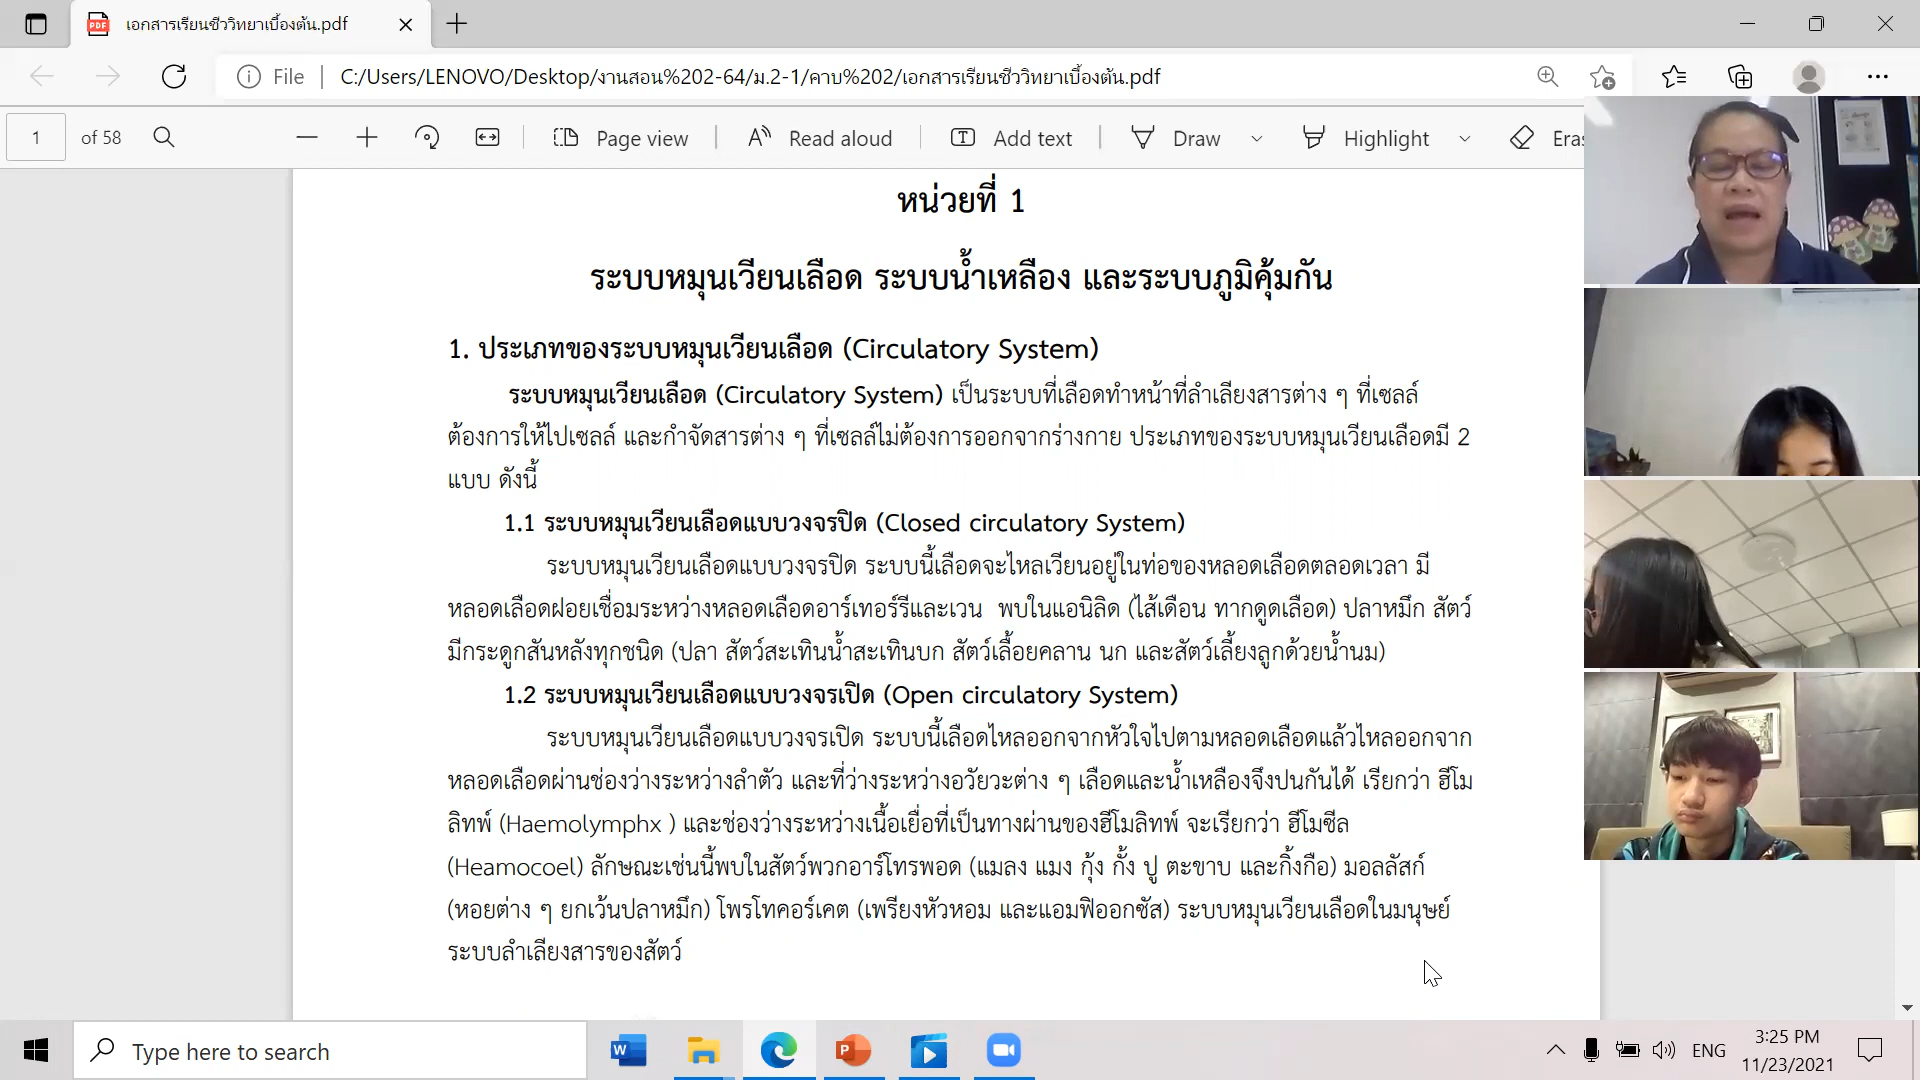 เอกสารเรียนชีววิทยาเบื้องต้น.pdf
File
C:/Users/LENOVO/Desktop/งานสอน%202-64/ม.2-1/คาบ%202/เอกสารเรียนชีววิทยาเบื้องต้น.pdf
1 of 58
Page view
Read aloud
Add text
Draw
Highlight
Eras
หน่วยที่ 1
ระบบหมุนเวียนเลือด ระบบน้ำเหลือง และระบบภูมิคุ้มกัน
1. ประเภทของระบบหมุนเวียนเลือด (Circulatory System)
ระบบหมุนเวียนเลือด (Circulatory System) เป็นระบบที่เลือดทำหน้าที่ลำเลียงสารต่าง ๆ ที่เซลล์
ต้องการให้ไปเซลล์ และกำจัดสารต่าง ๆ ที่เซลล์ไม่ต้องการออกจากร่างกาย ประเภทของระบบหมุนเวียนเลือดมี 2
แบบ ดังนี้
1.1 ระบบหมุนเวียนเลือดแบบวงจรปิด (Closed circulatory System)
ระบบหมุนเวียนเลือดแบบวงจรปิด ระบบนี้เลือดจะไหลเวียนอยู่ในท่อของหลอดเลือดตลอดเวลา มี
หลอดเลือดฝอยเชื่อมระหว่างหลอดเลือดอาร์เทอร์รีและเวน พบในแอนิลิด (ไส้เดือน ทากดูดเลือด) ปลาหมึก สัตว์
มีกระดูกสันหลังทุกชนิด (ปลา สัตว์สะเทินน้ำสะเทินบก สัตว์เลื้อยคลาน นก และสัตว์เลี้ยงลูกด้วยน้ำนม)
1.2 ระบบหมุนเวียนเลือดแบบวงจรเปิด (Open circulatory System)
ระบบหมุนเวียนเลือดแบบวงจรเปิด ระบบนี้เลือดไหลออกจากหัวใจไปตามหลอดเลือดแล้วไหลออกจาก
หลอดเลือดผ่านช่องว่างระหว่างลำตัว และที่ว่างระหว่างอวัยวะต่าง ๆ เลือดและน้ำเหลืองจึงปนกันได้ เรียกว่า ฮีโม
ลิทพ์ (Haemolymphx ) และช่องว่างระหว่างเนื้อเยื่อที่เป็นทางผ่านของฮีโมลิทพ์ จะเรียกว่า ฮีโมซีล
(Heamocoel) ลักษณะเช่นนี้พบในสัตว์พวกอาร์โทรพอด (แมลง แมง กุ้ง กั้ง ปู ตะขาบ และกิ้งกือ) มอลลัสก์
(หอยต่าง ๆ ยกเว้นปลาหมึก) โพรโทคอร์เคต (เพรียงหัวหอม และแอมฟิออกซัส) ระบบหมุนเวียนเลือดในมนุษย์
ระบบลำเลียงสารของสัตว์
Type here to search
ENG
3:25 PM
11/23/2021